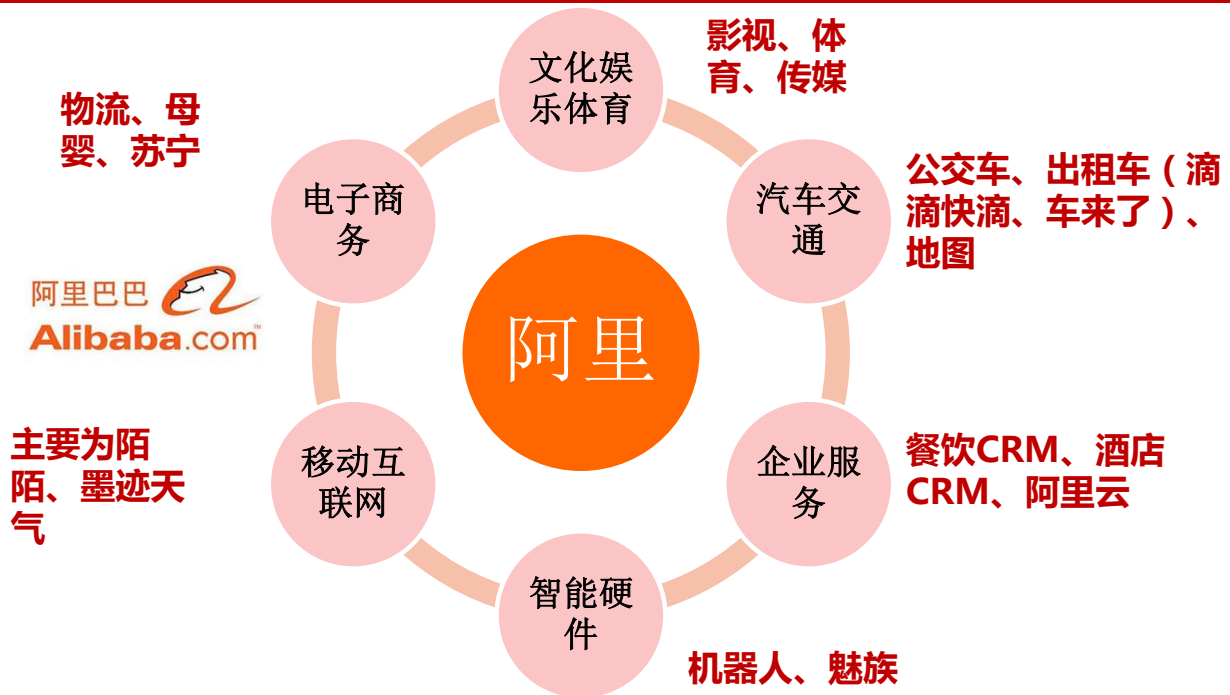 文化娱
乐体育
影视、体
育、传媒
汽车交
通
公交车、出租车（滴
滴快滴、车来了）、
地图
企业服
务
餐饮CRM、酒店
CRM、阿里云
智能硬
件
机器人、魅族
移动互
联网
主要为陌
陌、墨迹天
气
电子商
务
物流、母
婴、苏宁
阿里巴巴
Alibaba.com™
阿里